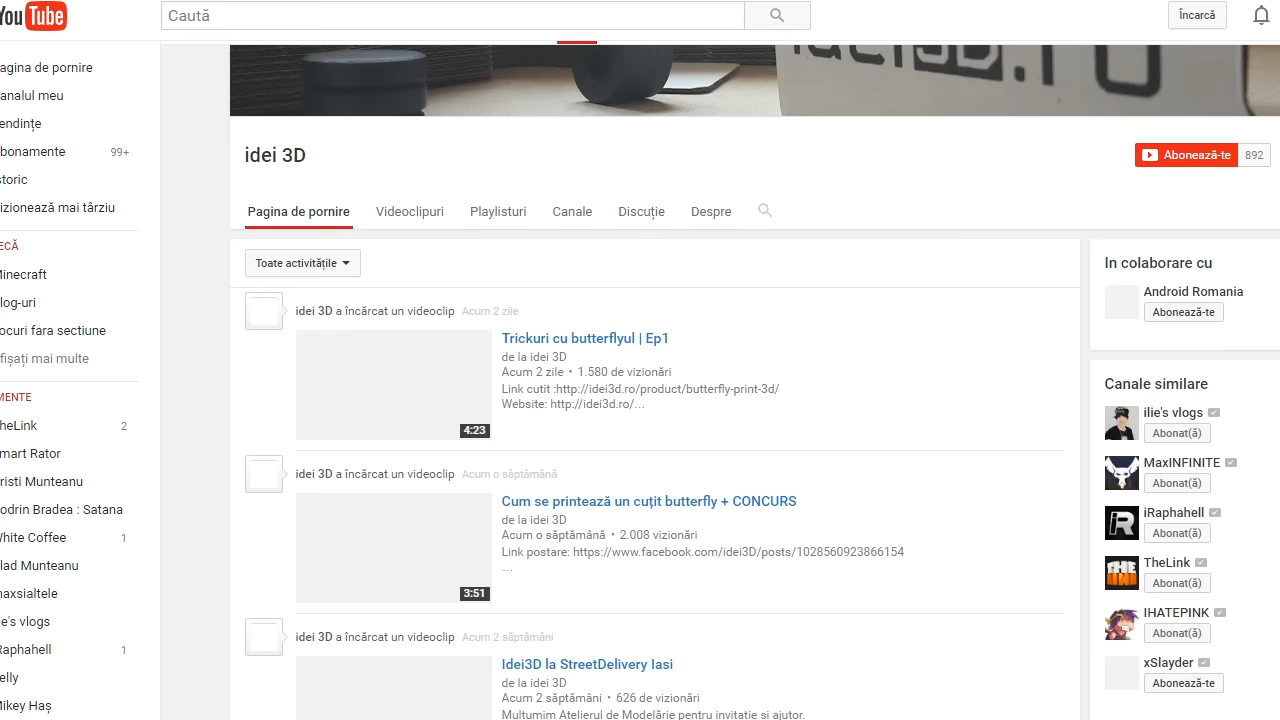 You Tube
Caută
Încarcă
idei3D.ro
agina de pornire
analul meu
endințe
bonamente 99+
storic
izionează mai târziu
ECĂ
Minecraft
log-uri
ocuri fara sectiune
fișați mai multe
MENTE
heLink 2
mart Rator
risti Munteanu
odrin Bradea : Satana
White Coffee 1
lad Munteanu
maxsialtele
e's vlogs
Raphahell 1
elly
Mikey Haș
idei 3D
Abonează-te 892
Pagina de pornire Videoclipuri Playlisturi Canale Discuție Despre
Toate activitățile
idei 3D a încărcat un videoclip Acum 2 zile
Trickuri cu butterflyul | Ep1
de la idei 3D
Acum 2 zile • 1.580 de vizionări
Link cutit :http://idei3d.ro/product/butterfly-print-3d/
Website: http://idei3d.ro/...
4:23
idei 3D a încărcat un videoclip Acum o săptămână
Cum se printează un cuțit butterfly + CONCURS
de la idei 3D
Acum o săptămână • 2.008 vizionări
Link postare: https://www.facebook.com/idei3D/posts/1028560923866154
...
3:51
idei 3D a încărcat un videoclip Acum 2 săptămâni
Idei3D la StreetDelivery Iasi
de la idei 3D
Acum 2 săptămâni • 626 de vizionări
Multumim Atelierul de Modelărie pentru invitatie si ajutor.
In colaborare cu
Android Romania
Abonează-te
Canale similare
ilie's vlogs
Abonat(ă)
MaxINFINITE
Abonat(ă)
iRaphahell
Abonat(ă)
TheLink
Abonat(ă)
IHATEPINK
Abonat(ă)
xSlayder
Abonează-te